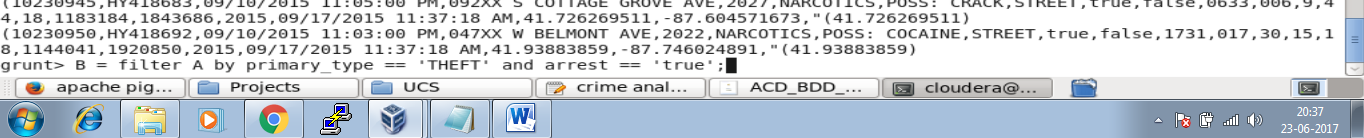 (10230945,HY418683,09/10/2015 11:05:00 PM,092XX S COTTAGE GROVE AVE,2027,NARCOTICS,POSS: CRACK,STREET,true,false,0633,006,9,4
4,18,1183184,1843686,2015,09/17/2015 11:37:18 AM,41.726269511,-87.604571673,"(41.726269511)
(10230950,HY418692,09/10/2015 11:03:00 PM,047XX W BELMONT AVE,2022,NARCOTICS,POSS: COCAINE,STREET,true,false,1731,017,30,15,1
8,1144041,1920850,2015,09/17/2015 11:37:18 AM,41.93883859,-87.746024891,"(41.93883859)
grunt> B = filter A by primary_type == 'THEFT' and arrest == 'true';
apache pig... Projects UCS crime anal... ACD_BDD_... cloudera@...
20:37
23-06-2017